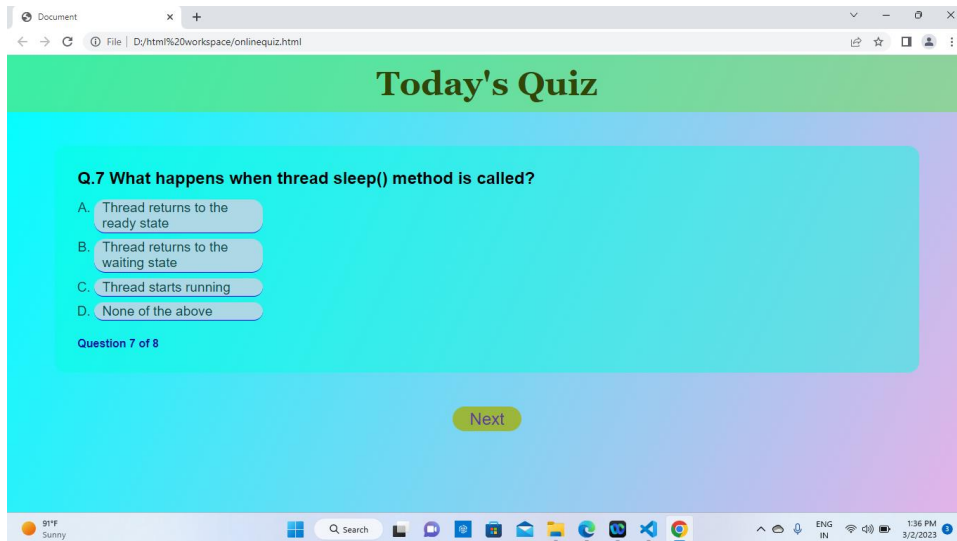 Document
File | D:/html%20workspace/onlinequiz.html
Today's Quiz
Q.7 What happens when thread sleep() method is called?
A. Thread returns to the
ready state
B. Thread returns to the
waiting state
C. Thread starts running
D. None of the above
Question 7 of 8
Next
91°F
Sunny
Search
ENG
IN
1:36 PM
3/2/2023
3